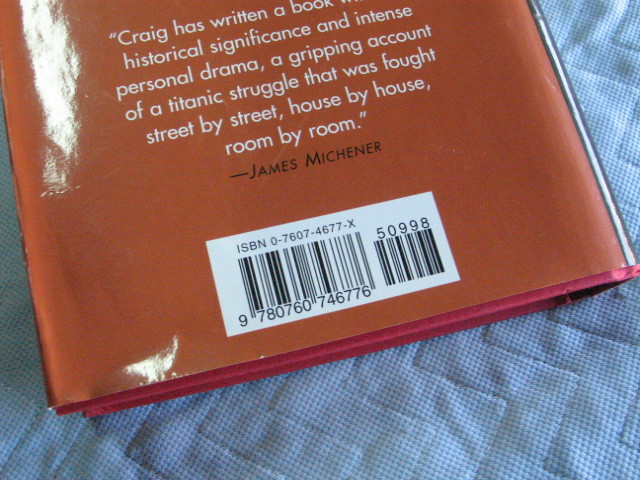 "Craig has written a book
historical significance and intense
personal drama, a gripping account
of a titanic struggle that was fought
street by street, house by house,
room by room."
—JAMES MICHENER
ISBN 0-7607-4677-X
50998
9 780760 746776